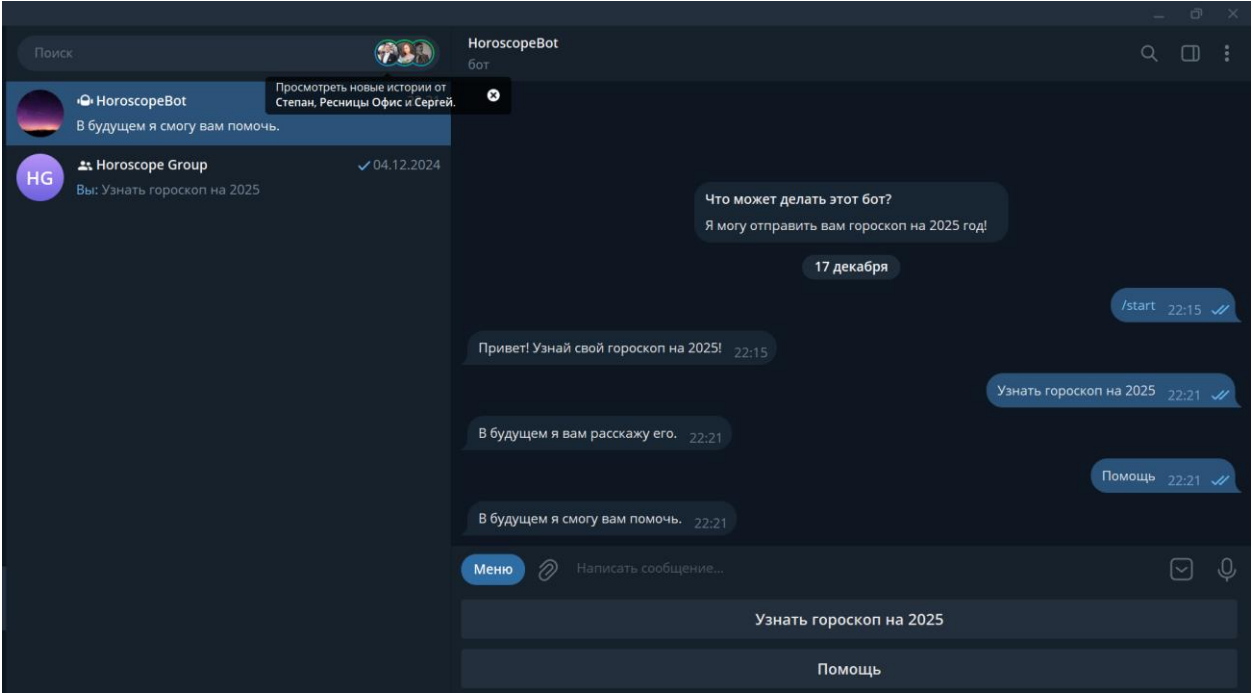 Поиск
Просмотреть новые истории от
Степан, Ресницы Офис и Сергей.
HoroscopeBot
В будущем я смогу вам помочь.
HG
Horoscope Group
04.12.2024
Вы: Узнать гороскоп на 2025
HoroscopeBot
бот
Что может делать этот бот?
Я могу отправить вам гороскоп на 2025 год!
17 декабря
/start 22:15
Привет! Узнай свой гороскоп на 2025! 22:15
Узнать гороскоп на 2025 22:21
В будущем я вам расскажу его. 22:21
Помощь 22:21
В будущем я смогу вам помочь. 22:21
Меню
Написать сообщение...
Узнать гороскоп на 2025
Помощь